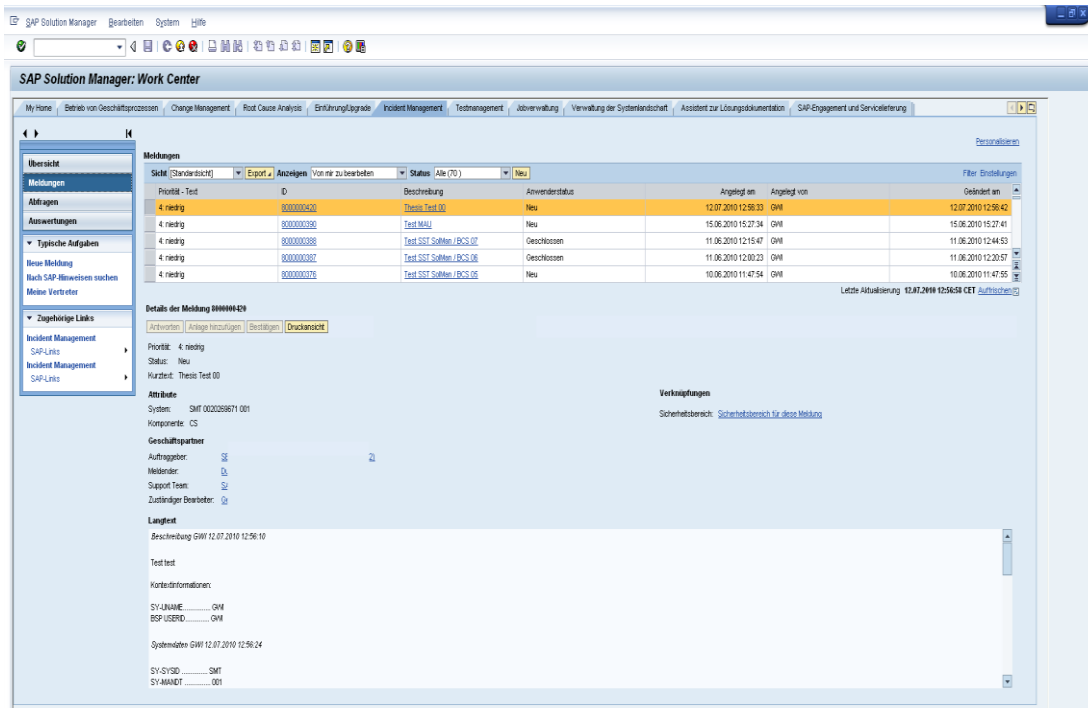 SAP Solution Manager Bearbeiten System Hilfe
SAP Solution Manager: Work Center
My Home Betrieb von Geschäftsprozessen Change Management Root Cause Analysis Einführung/Upgrade Incident Management Testmanagement Jobverwaltung Verwaltung der Systemlandschaft Assistent zur Lösungsdokumentation SAP-Engagement und Servicelieferung
Personalisieren
Übersicht
Meldungen
Abfragen
Auswertungen
Typische Aufgaben
Neue Meldung
Nach SAP-Hinweisen suchen
Meine Vertreter
Zugehörige Links
Incident Management
SAP-Links
Incident Management
SAP-Links
Meldungen
Sicht [Standardsicht] Export Anzeigen Von mir zu bearbeiten Status Alle (70 ) Neu Filter Einstellungen
Priorität - Text ID Beschreibung Anwenderstatus Angelegt am Angelegt von Geändert am
4: niedrig 8000000420 Thesis Test 00 Neu 12.07.2010 12:56:33 GWI 12.07.2010 12:56:42
4: niedrig 8000000390 Test MAU Neu 15.06.2010 15:27:34 GWI 15.06.2010 15:27:41
4: niedrig 8000000388 Test SST SolMan / BCS 07 Geschlossen 11.06.2010 12:15:47 GWI 11.06.2010 12:44:53
4: niedrig 8000000387 Test SST SolMan / BCS 06 Geschlossen 11.06.2010 12:00:23 GWI 11.06.2010 12:20:57
4: niedrig 8000000376 Test SST SolMan / BCS 05 Neu 10.06.2010 11:47:54 GWI 10.06.2010 11:47:55
Letzte Aktualisierung 12.07.2010 12:56:58 CET Auffrischen
Details der Meldung 8000000420
Antworten Anlage hinzufügen Bestätigen Druckansicht
Priorität: 4: niedrig
Status: Neu
Kurztext: Thesis Test 00
Attribute
System: SMT 0020269671 001
Komponente: CS
Verknüpfungen
Sicherheitsbereich: Sicherheitsbereich für diese Meldung
Geschäftspartner
Auftraggeber:
Meldender:
Support Team:
Zuständiger Bearbeiter:
Langtext
Beschreibung GWI 12.07.2010 12:56:10
Test test
Kontextinformationen:
SY-UNAME.............. GWI
BSP USERID............ GWI
Systemdaten GWI 12.07.2010 12:56:24
SY-SYSID ............. SMT
SY-MANDT ............. 001